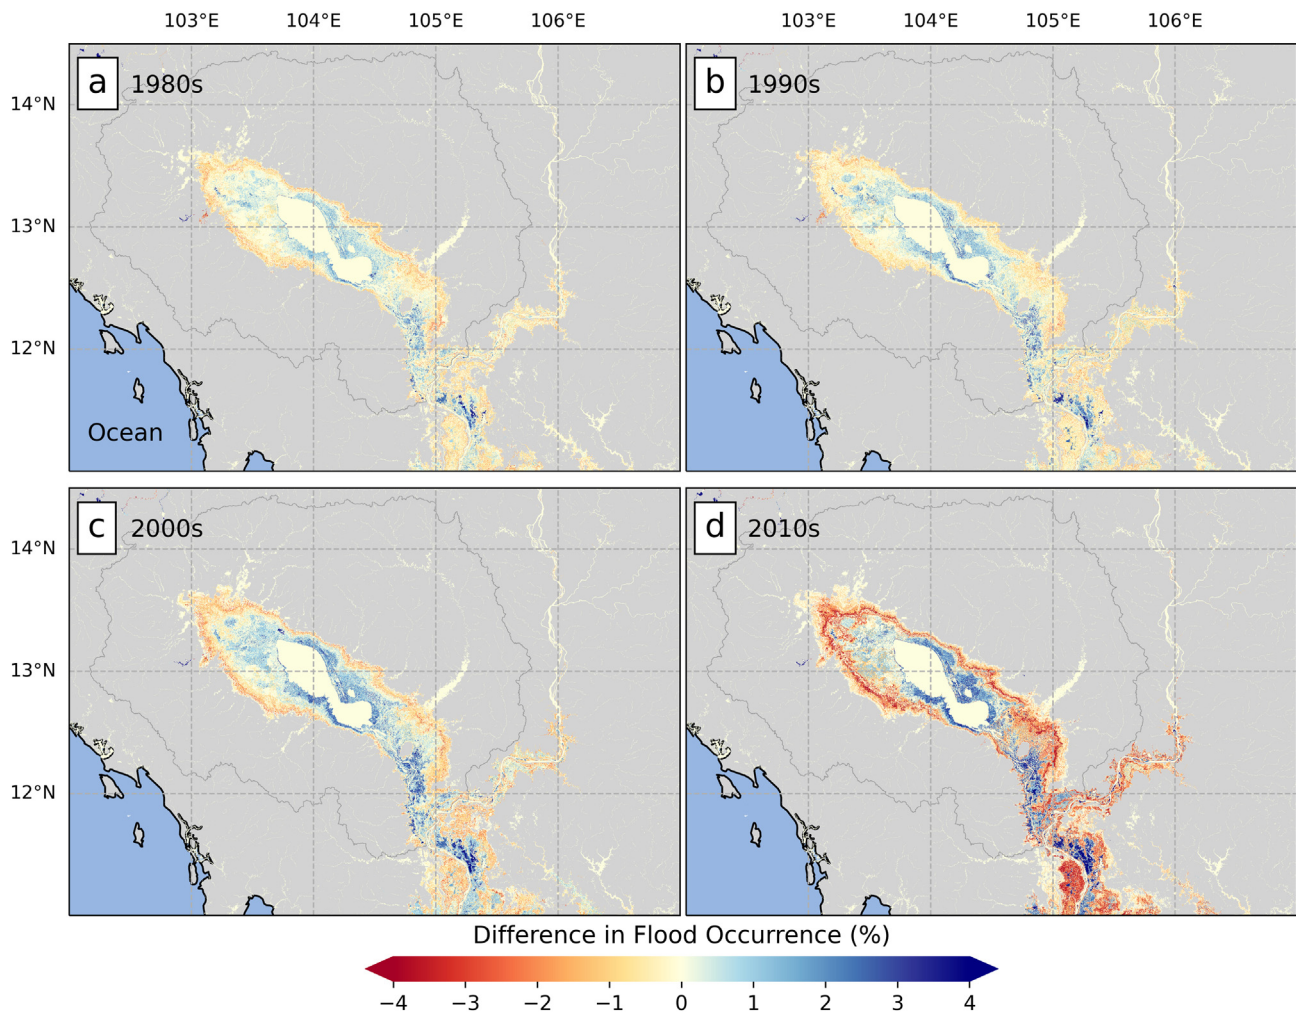 103°E 104°E 105°E 106°E 103°E 104°E 105°E 106°E
a 1980s
b 1990s
14°N
13°N
12°N
Ocean
c 2000s
d 2010s
14°N
13°N
12°N
Difference in Flood Occurrence (%)
−4 −3 −2 −1 0 1 2 3 4